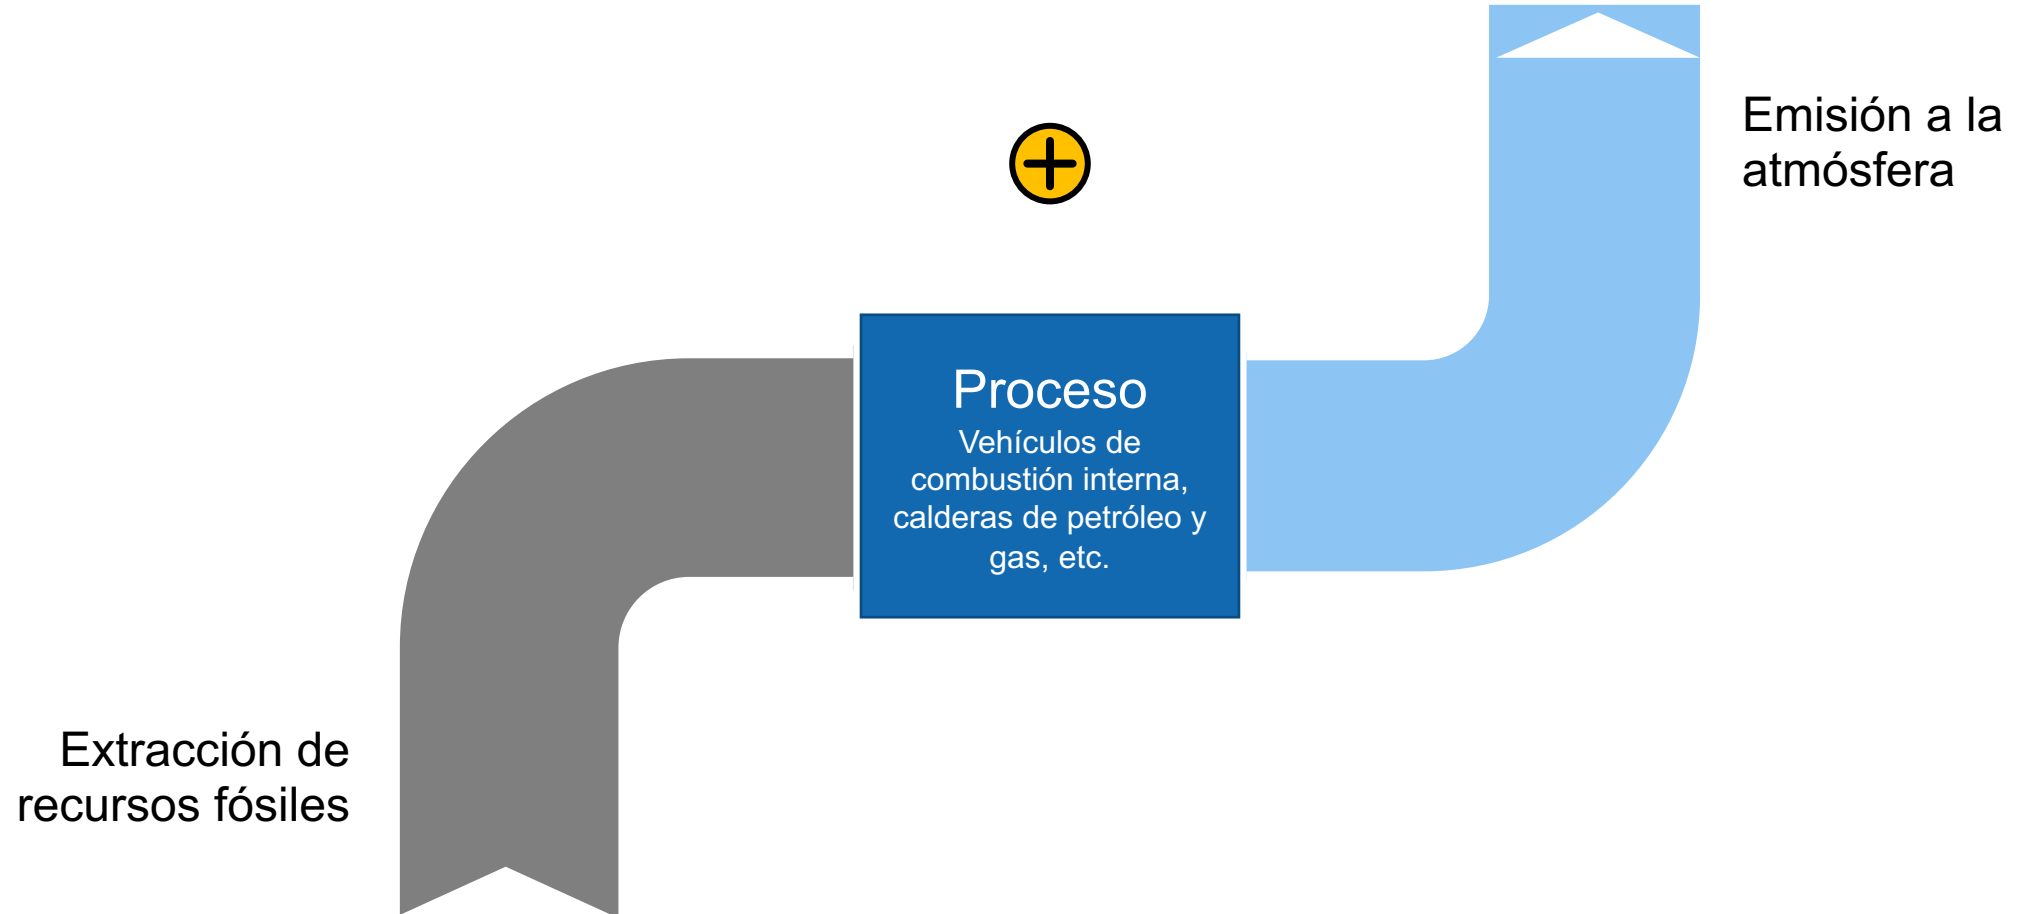 Emisión a la
atmósfera
Proceso
Vehículos de
combustión interna,
calderas de petróleo y
gas, etc.
Extracción de
recursos fósiles